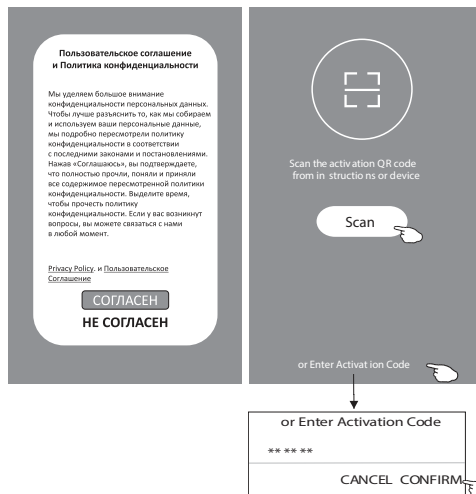 Пользовательское соглашение
и Политика конфиденциальности
Мы уделяем большое внимание
конфиденциальности персональных данных.
Чтобы лучше разъяснить то, как мы собираем
и используем ваши персональные данные,
мы подробно пересмотрели политику
конфиденциальности в соответствии
с последними законами и постановлениями.
Нажав «Соглашаюсь», вы подтверждаете,
что полностью прочли, поняли и приняли
все содержимое пересмотренной политики
конфиденциальности. Выделите время,
чтобы прочесть политику
конфиденциальности. Если у вас возникнут
вопросы, вы можете связаться с нами
в любой момент.
Privacy Policy. и Пользовательское
Соглашение
СОГЛАСЕН
НЕ СОГЛАСЕН
Scan the activation QR code
from in structio ns or device
Scan
or Enter Activat ion Code
or Enter Activation Code
** ** **
CANCEL CONFIRM